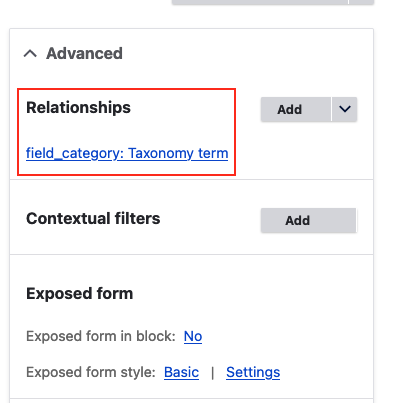 Advanced
Relationships
Add
field_category: Taxonomy term
Contextual filters
Add
Exposed form
Exposed form in block: No
Exposed form style: Basic | Settings